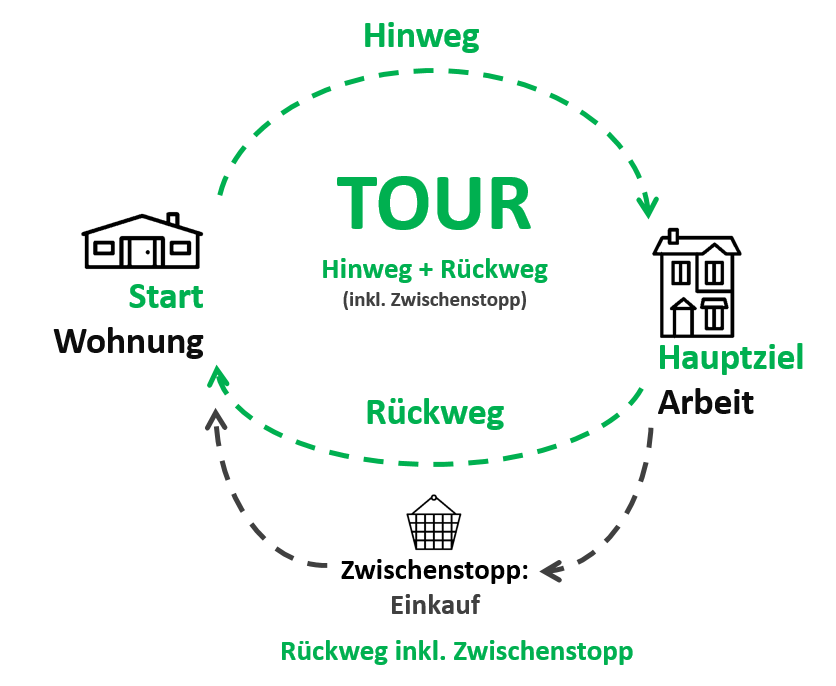 Hinweg
TOUR
Hinweg + Rückweg
(inkl. Zwischenstopp)
Start
Wohnung
Hauptziel
Arbeit
Rückweg
Zwischenstopp:
Einkauf
Rückweg inkl. Zwischenstopp